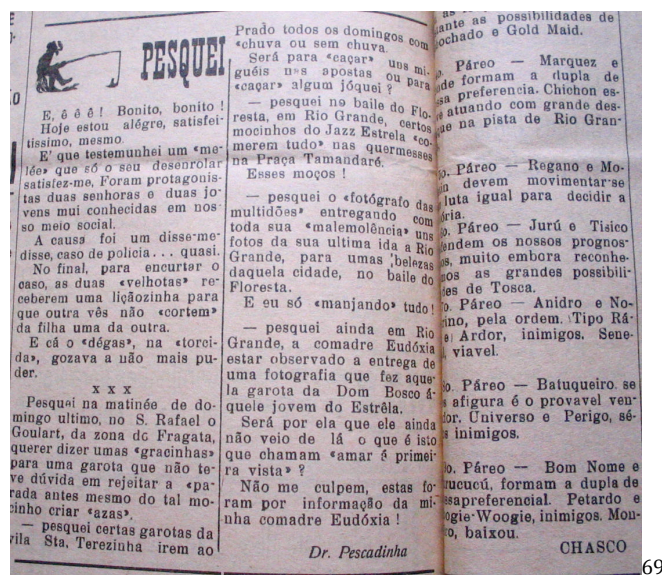 PESQUEI
E, ê ê ê! Bonito, bonito!
Hoje estou alégre, satisfei-
tissimo, mesmo.
E' que testemunhei um «me-
lée» que só o seu desenrolar
satisfez-me, Foram protagonis-
tas duas senhoras e duas jo-
vens mui conhecidas em nos-
so meio social.
A causa foi um disse-me-
disse, caso de policia... quasi.
No final, para encurtar o
caso, as duas «velhotas» re-
ceberem uma liçãozinha para
que outra vês não «cortem»
da filha uma da outra.
E cá o «dégas», na «torci-
da», gozava a não mais pu-
der.
x x x
Pesquei na matinée de do-
mingo ultimo, no S. Rafael o
Goulart, da zona do Fragata,
querer dizer umas «gracinhas»
para uma garota que não te-
ve dúvida em rejeitar a «pa-
rada antes mesmo do tal mo-
cinho criar «azas».
— pesquei certas garotas da
vila Sta. Terezinha irem ao
Prado todos os domingos com
«chuva ou sem chuva.
Será para «caçar» uns mi-
guéis nas apostas ou para
«caçar» algum jóquei?
— pesquei no baile do Flo-
resta, em Rio Grande, certos
mocinhos do Jazz Estrela «co-
merem tudo» nas quermesses
na Praça Tamandaré.
Esses moços!
— pesquei o «fotógrafo das
multidões» entregando com
toda sua «malemolência» uns
fotos da sua ultima ida a Rio
Grande, para umas belezas
daquela cidade, no baile do
Floresta.
E eu só «manjando» tudo!
— pesquei ainda em Rio
Grande, a comadre Eudóxia
estar observado a entrega de
uma fotografia que fez aque-
la garota da Dom Bosco á-
quele jovem do Estrêla.
Será por ela que ele ainda
não veio de lá o que é isto
que chamam «amar é primei-
ra vista»?
Não me culpem, estas fo-
ram por informação da mi-
nha comadre Eudóxia!
Dr. Pescadinha
as possibilidades de
e Gold Maid.
Páreo — Marquez e
formam a dupla de
preferencia. Chichon es-
atuando com grande des-
na pista de Rio Gran-
o. Páreo — Regano e Mo-
devem movimentar-se
luta igual para decidir a
o. Páreo — Jurú e Tisico
os nossos prognos-
muito embora reconhe-
as grandes possibili-
de Tosca.
o. Páreo — Anidro e No-
pela ordem. Tipo Rá-
e Ardor, inimigos. Sene-
viavel.
o. Páreo — Batuqueiro. se
afigura é o provavel ven-
dor. Universo e Perigo, sé-
inimigos.
o. Páreo — Bom Nome e
formam a dupla de
preferencial. Petardo e
ogie-Woogie, inimigos. Mon-
ro, baixou.
CHASCO
69